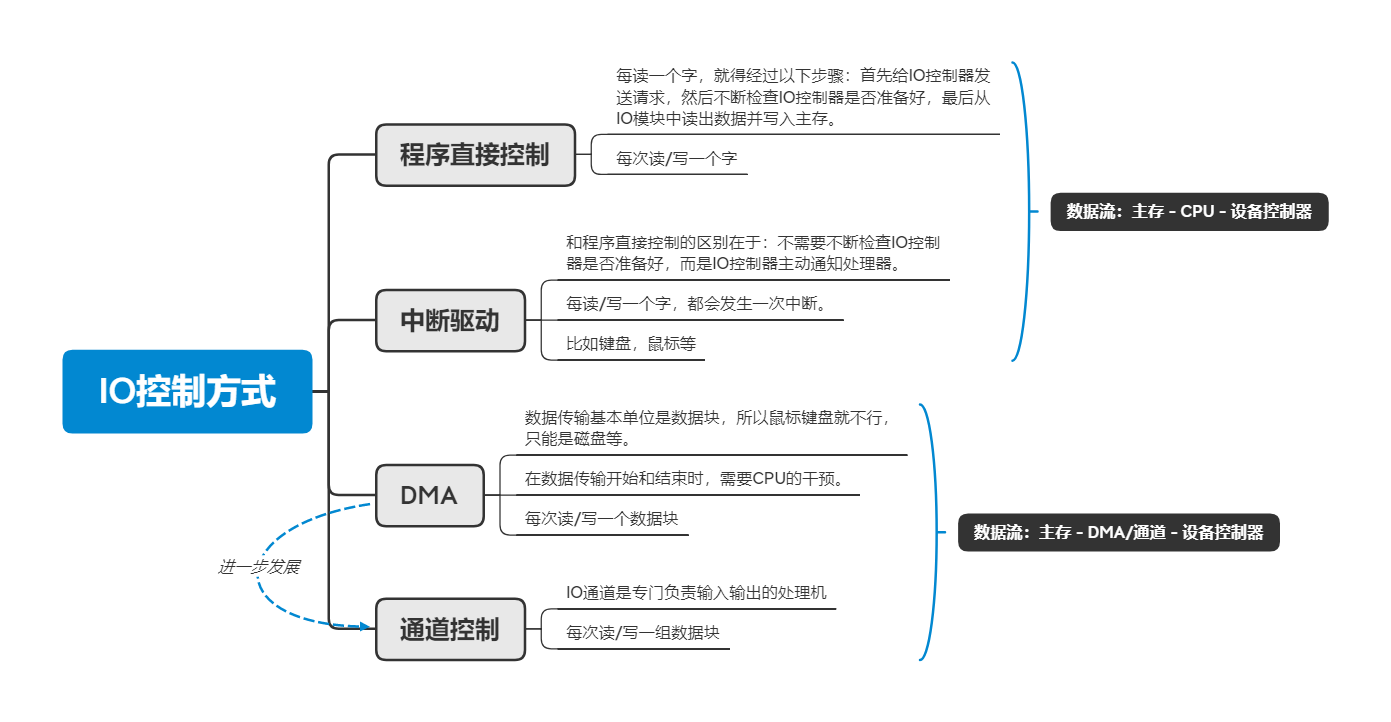 IO控制方式
程序直接控制
每读一个字，就得经过以下步骤：首先给IO控制器发
送请求，然后不断检查IO控制器是否准备好，最后从
IO模块中读出数据并写入主存。
每次读/写一个字
中断驱动
和程序直接控制的区别在于：不需要不断检查IO控制
器是否准备好，而是IO控制器主动通知处理器。
每读/写一个字，都会发生一次中断。
比如键盘，鼠标等
数据流：主存 - CPU - 设备控制器
DMA
数据传输基本单位是数据块，所以鼠标键盘就不行，
只能是磁盘等。
在数据传输开始和结束时，需要CPU的干预。
每次读/写一个数据块
进一步发展
通道控制
IO通道是专门负责输入输出的处理机
每次读/写一组数据块
数据流：主存 - DMA/通道 - 设备控制器